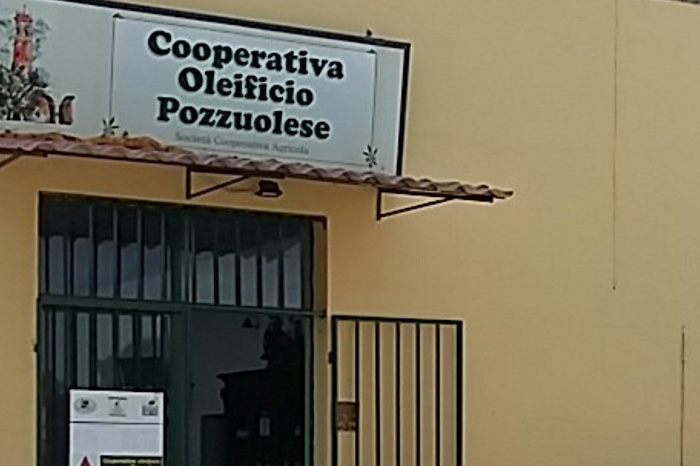 Cooperativa
Oleificio
Pozzuolese
Società Cooperativa Agricola